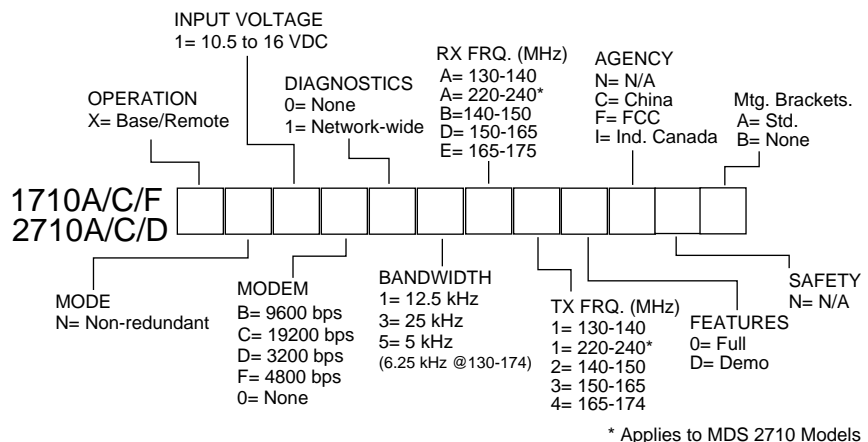 INPUT VOLTAGE
1= 10.5 to 16 VDC
OPERATION
X= Base/Remote
DIAGNOSTICS
0= None
1= Network-wide
RX FRQ. (MHz)
A= 130-140
A= 220-240*
B=140-150
D= 150-165
E= 165-175
AGENCY
N= N/A
C= China
F= FCC
I= Ind. Canada
Mtg. Brackets.
A= Std.
B= None
1710A/C/F
2710A/C/D
MODE
N= Non-redundant
MODEM
B= 9600 bps
C= 19200 bps
D= 3200 bps
F= 4800 bps
0= None
BANDWIDTH
1= 12.5 kHz
3= 25 kHz
5= 5 kHz
(6.25 kHz @130-174)
TX FRQ. (MHz)
1= 130-140
1= 220-240*
2= 140-150
3= 150-165
4= 165-174
FEATURES
0= Full
D= Demo
SAFETY
N= N/A
* Applies to MDS 2710 Models